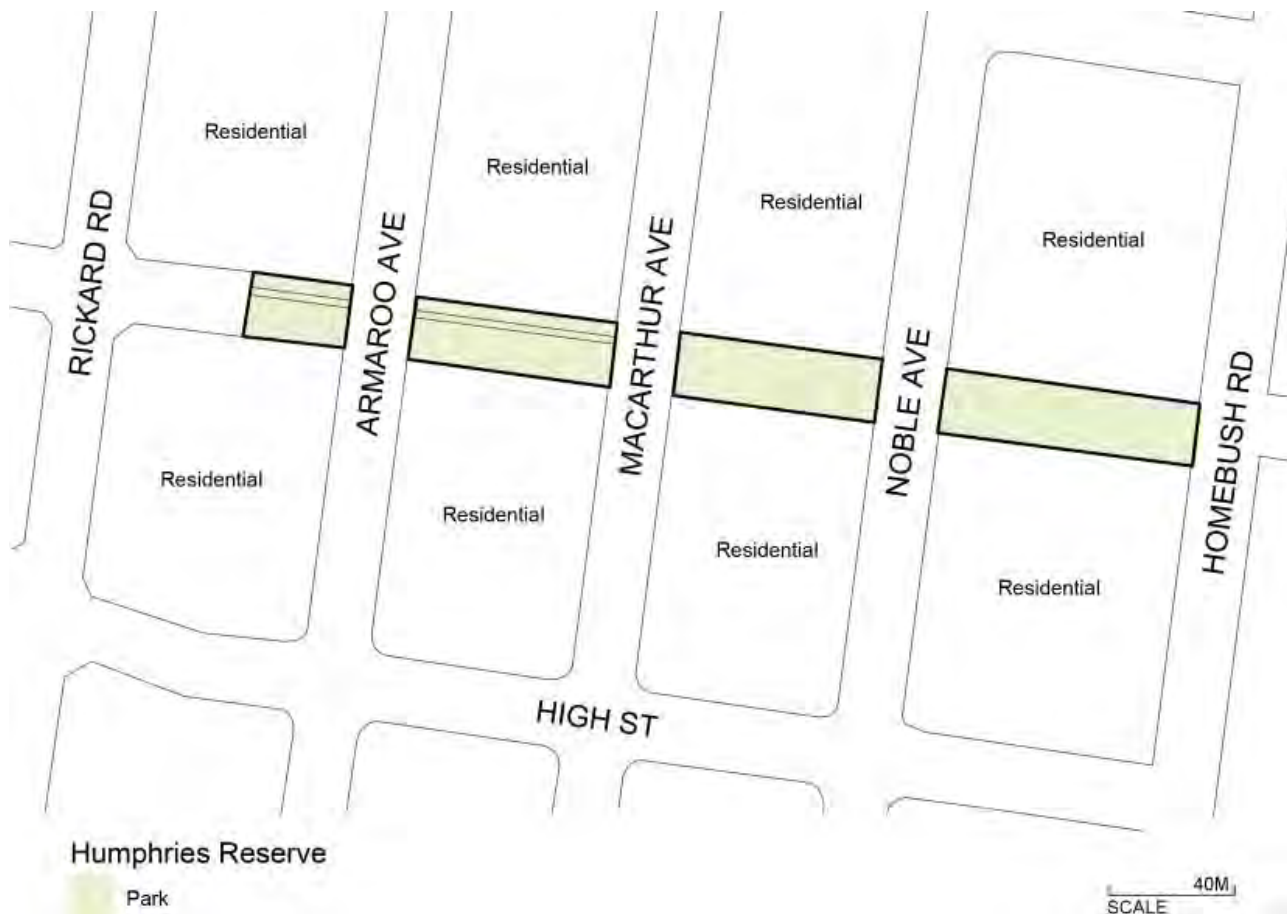 Residential
Residential
Residential
Residential
RICKARD RD
ARMAROO AVE
MACARTHUR AVE
NOBLE AVE
HOMEBUSH RD
Residential
Residential
Residential
Residential
HIGH ST
Humphries Reserve
Park
40M
SCALE